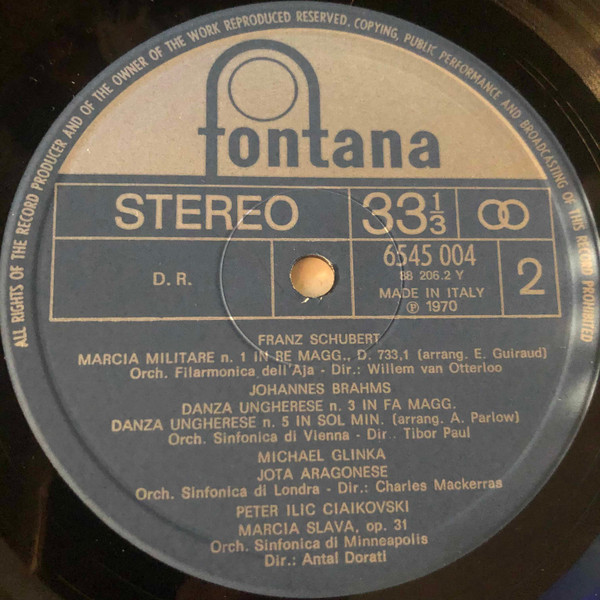 ALL RIGHTS OF THE RECORD PRODUCER AND OF THE OWNER OF THE WORK REPRODUCED RESERVED, COPYING, PUBLIC PERFORMANCE AND BROADCASTING OF THIS RECORD PROHIBITED
fontana
STEREO 33 1/3
D. R. 6545 004 2
88 206.2 Y
MADE IN ITALY
℗ 1970
FRANZ SCHUBERT
MARCIA MILITARE n. 1 IN RE MAGG., D. 733,1 (arrang. E. Guiraud)
Orch. Filarmonica dell'Aja - Dir.: Willem van Otterloo
JOHANNES BRAHMS
DANZA UNGHERESE n. 3 IN FA MAGG.
DANZA UNGHERESE n. 5 IN SOL MIN. (arrang. A. Parlow)
Orch. Sinfonica di Vienna - Dir. Tibor Paul
MICHAEL GLINKA
JOTA ARAGONESE
Orch. Sinfonica di Londra - Dir.: Charles Mackerras
PETER ILIC CIAIKOVSKI
MARCIA SLAVA, op. 31
Orch. Sinfonica di Minneapolis
Dir.: Antal Dorati